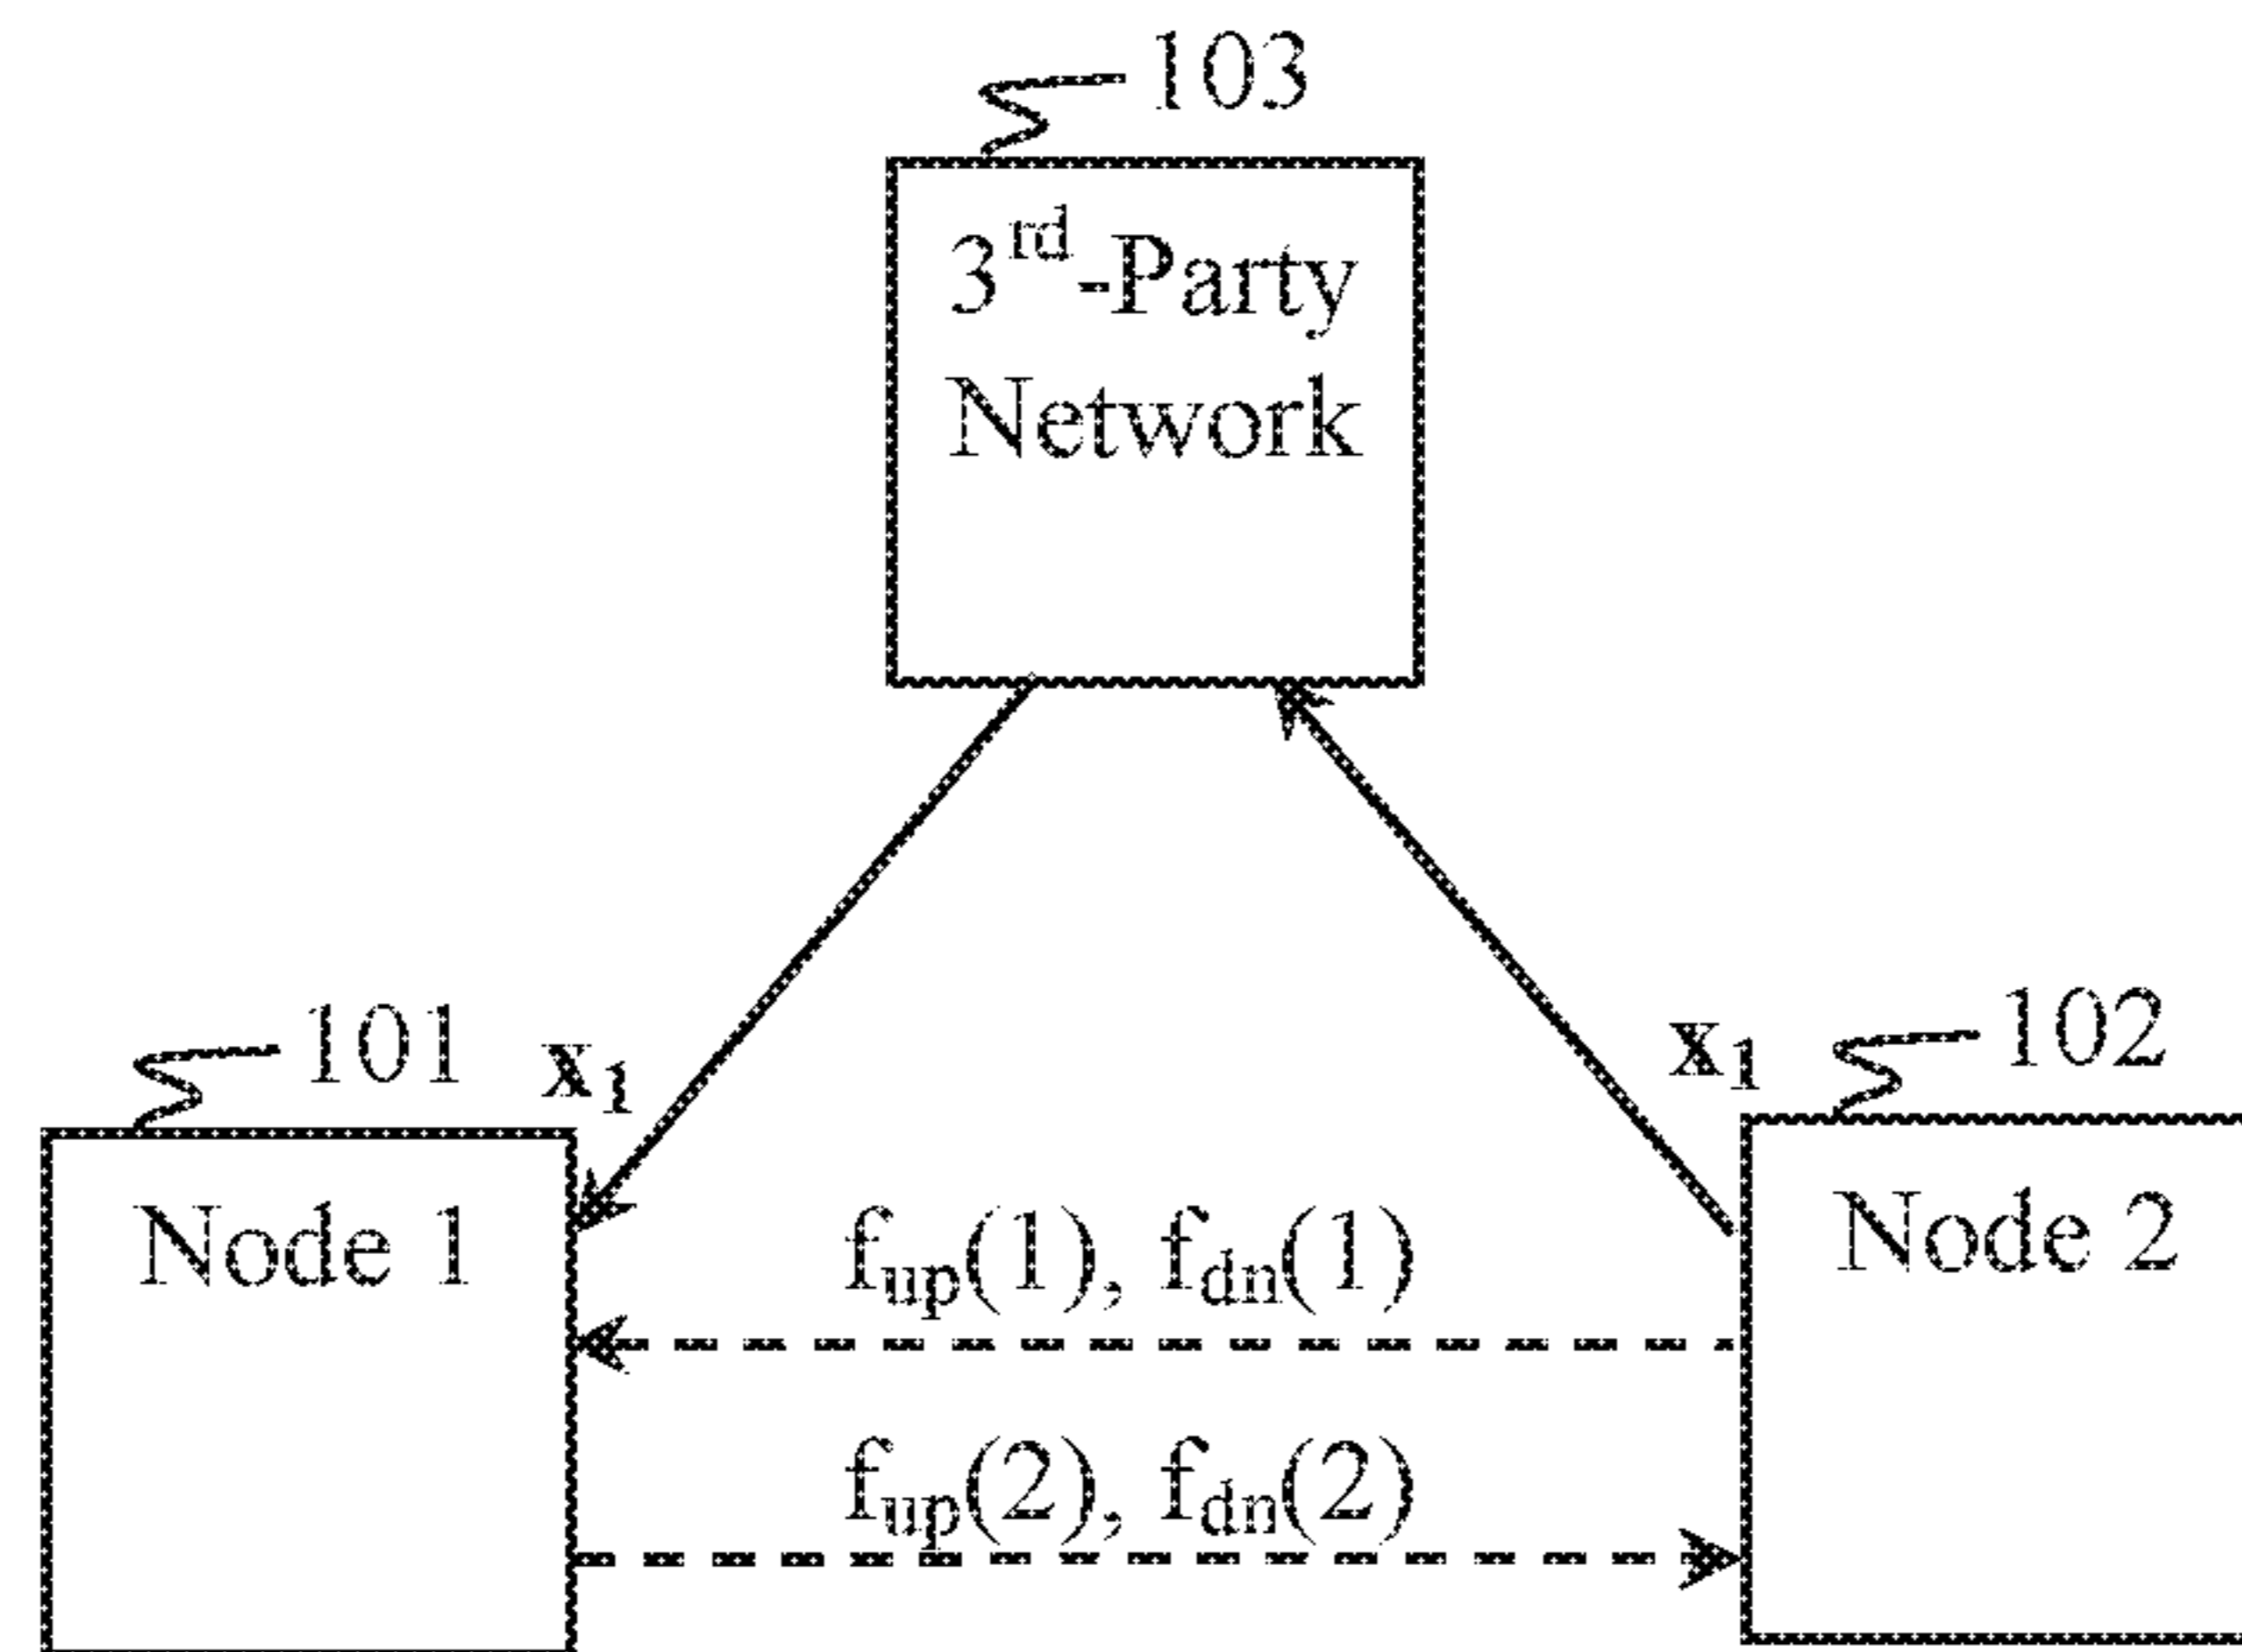 103
3rd-Party
Network
101
x1
x1
102
Node 1
fup(1), fdn(1)
Node 2
fup(2), fdn(2)